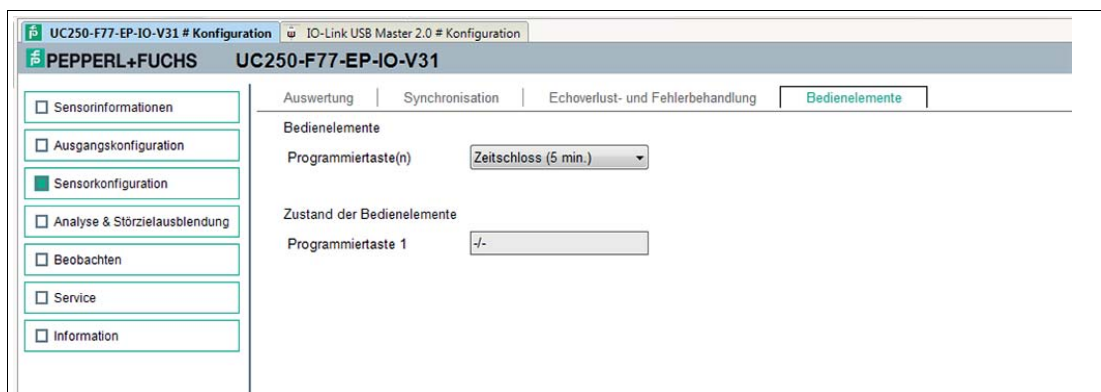 UC250-F77-EP-IO-V31 # Konfiguration IO-Link USB Master 2.0 # Konfiguration
PEPPERL+FUCHS UC250-F77-EP-IO-V31
Auswertung Synchronisation Echoverlust- und Fehlerbehandlung Bedienelemente
Sensorinformationen
Ausgangskonfiguration
Sensorkonfiguration
Analyse & Störzielausblendung
Beobachten
Service
Information
Bedienelemente
Programmiertaste(n) Zeitschloss (5 min.)
Zustand der Bedienelemente
Programmiertaste 1 -/-